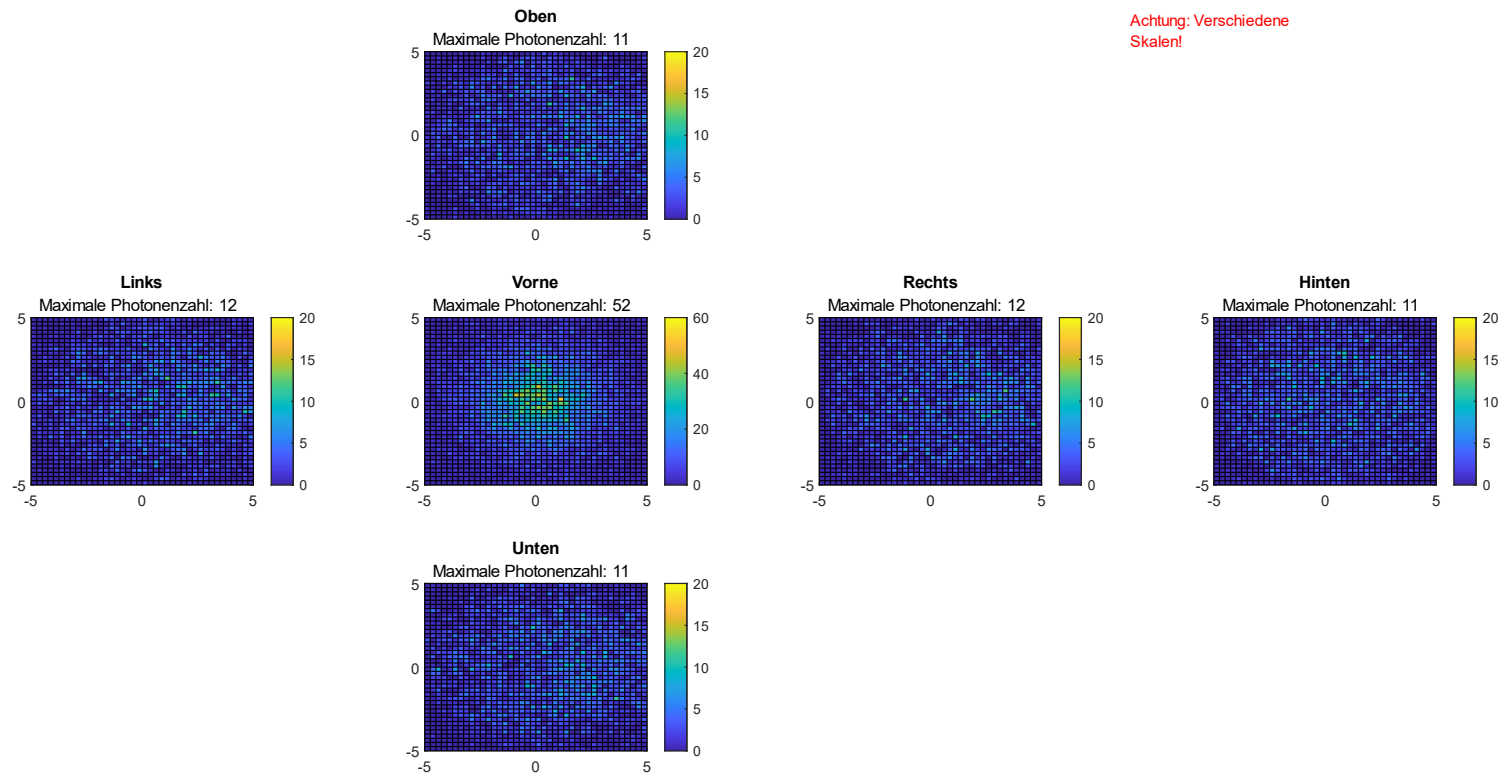 Oben
Maximale Photonenzahl: 11
Achtung: Verschiedene
Skalen!
5
0
-5
-5 0 5
20
15
10
5
0
Links
Maximale Photonenzahl: 12
5
0
-5
-5 0 5
20
15
10
5
0
Vorne
Maximale Photonenzahl: 52
5
0
-5
-5 0 5
60
40
20
0
Rechts
Maximale Photonenzahl: 12
5
0
-5
-5 0 5
20
15
10
5
0
Hinten
Maximale Photonenzahl: 11
5
0
-5
-5 0 5
20
15
10
5
0
Unten
Maximale Photonenzahl: 11
5
0
-5
-5 0 5
20
15
10
5
0